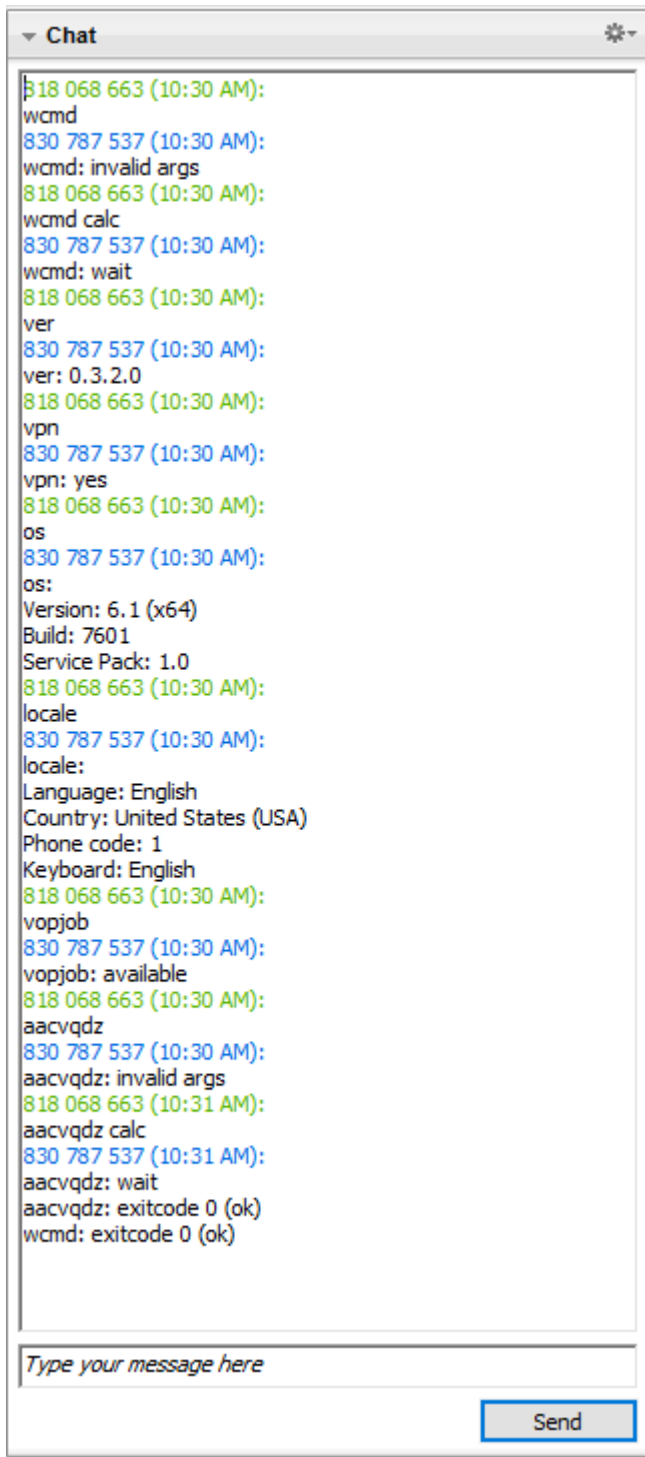 Chat
818 068 663 (10:30 AM):
wcmd
830 787 537 (10:30 AM):
wcmd: invalid args
818 068 663 (10:30 AM):
wcmd calc
830 787 537 (10:30 AM):
wcmd: wait
818 068 663 (10:30 AM):
ver
830 787 537 (10:30 AM):
ver: 0.3.2.0
818 068 663 (10:30 AM):
vpn
830 787 537 (10:30 AM):
vpn: yes
818 068 663 (10:30 AM):
os
830 787 537 (10:30 AM):
os:
Version: 6.1 (x64)
Build: 7601
Service Pack: 1.0
818 068 663 (10:30 AM):
locale
830 787 537 (10:30 AM):
locale:
Language: English
Country: United States (USA)
Phone code: 1
Keyboard: English
818 068 663 (10:30 AM):
vopjob
830 787 537 (10:30 AM):
vopjob: available
818 068 663 (10:30 AM):
aacvqdz
830 787 537 (10:30 AM):
aacvqdz: invalid args
818 068 663 (10:31 AM):
aacvqdz calc
830 787 537 (10:31 AM):
aacvqdz: wait
aacvqdz: exitcode 0 (ok)
wcmd: exitcode 0 (ok)
Type your message here
Send